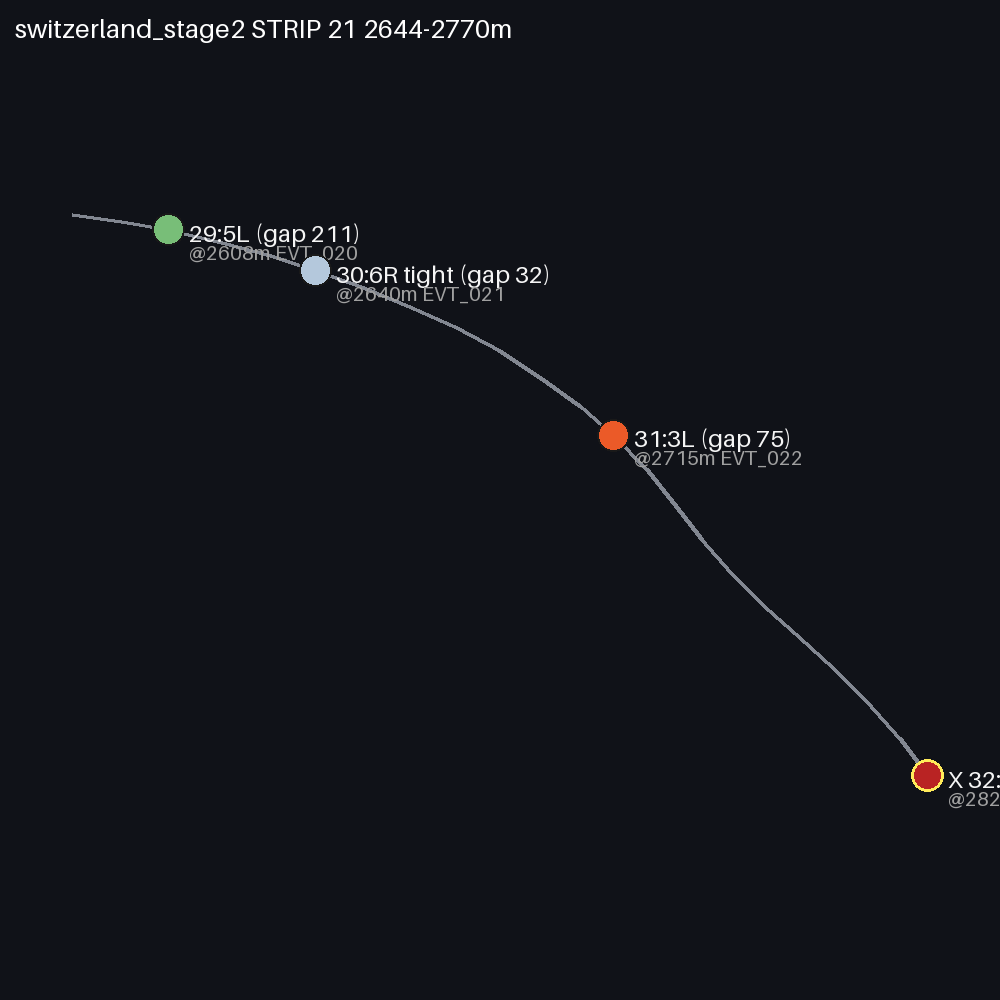 switzerland_stage2 STRIP 21 2644-2770m
29:5L (gap 211)
@2608m EVT_020
30:6R tight (gap 32)
@2640m EVT_021
31:3L (gap 75)
@2715m EVT_022
X 32:
@282